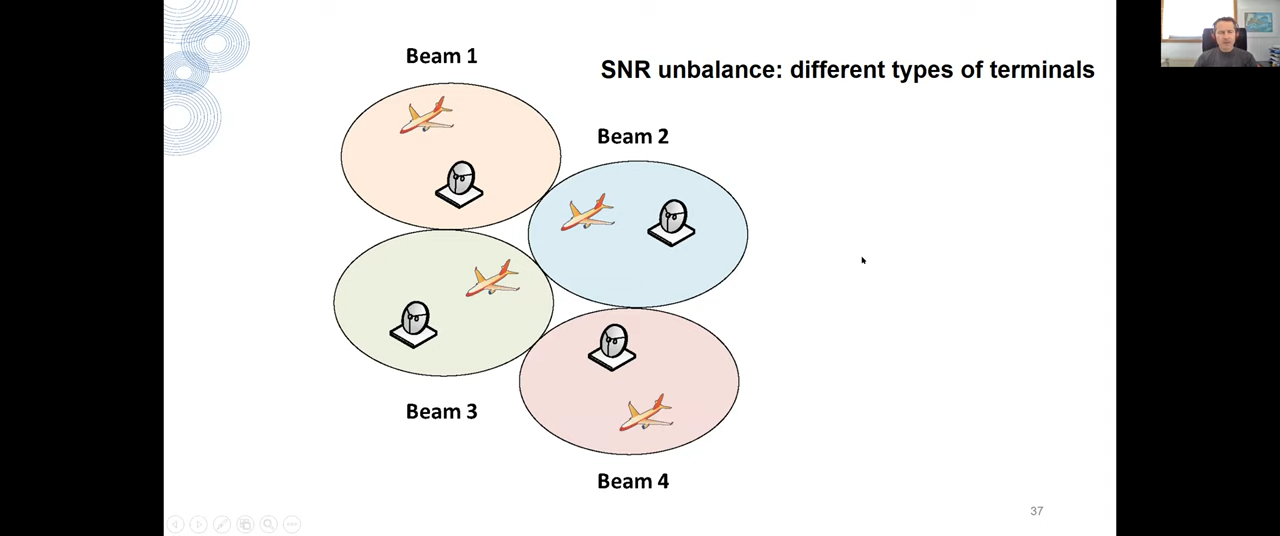 Beam 1
SNR unbalance: different types of terminals
Beam 2
Beam 3
Beam 4
37